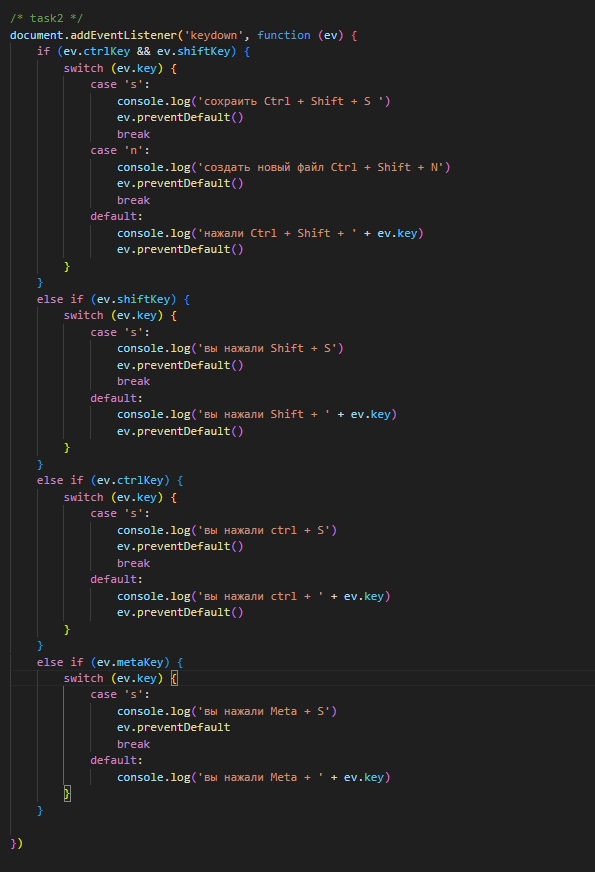 /* task2 */
document.addEventListener('keydown', function (ev) {
    if (ev.ctrlKey && ev.shiftKey) {
        switch (ev.key) {
            case 's':
                console.log('сохраить Ctrl + Shift + S ')
                ev.preventDefault()
                break
            case 'n':
                console.log('создать новый файл Ctrl + Shift + N')
                ev.preventDefault()
                break
            default:
                console.log('нажали Ctrl + Shift + ' + ev.key)
                ev.preventDefault()
        }
    }
    else if (ev.shiftKey) {
        switch (ev.key) {
            case 's':
                console.log('вы нажали Shift + S')
                ev.preventDefault()
                break
            default:
                console.log('вы нажали Shift + ' + ev.key)
                ev.preventDefault()
        }
    }
    else if (ev.ctrlKey) {
        switch (ev.key) {
            case 's':
                console.log('вы нажали ctrl + S')
                ev.preventDefault()
                break
            default:
                console.log('вы нажали ctrl + ' + ev.key)
                ev.preventDefault()
        }
    }
    else if (ev.metaKey) {
        switch (ev.key) {
            case 's':
                console.log('вы нажали Meta + S')
                ev.preventDefault
                break
            default:
                console.log('вы нажали Meta + ' + ev.key)
        }
    }
})